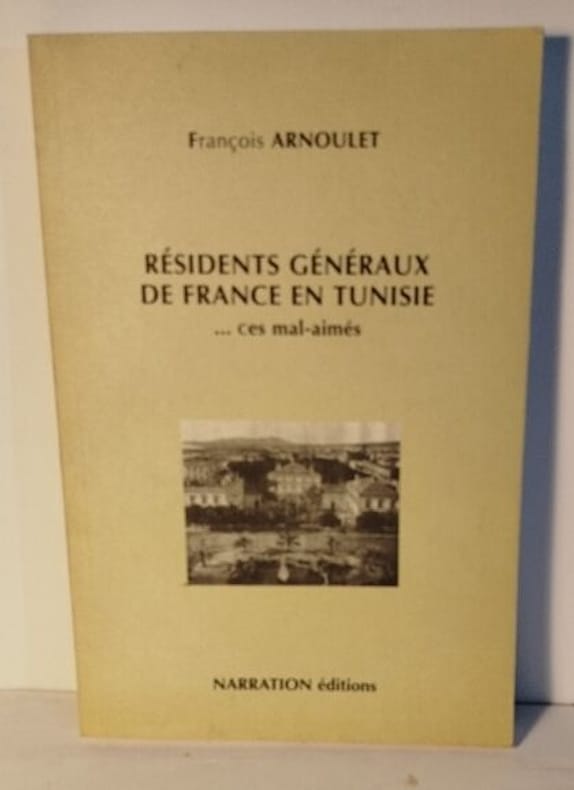 François ARNOULET
RÉSIDENTS GÉNÉRAUX
DE FRANCE EN TUNISIE
... ces mal-aimés
NARRATION éditions